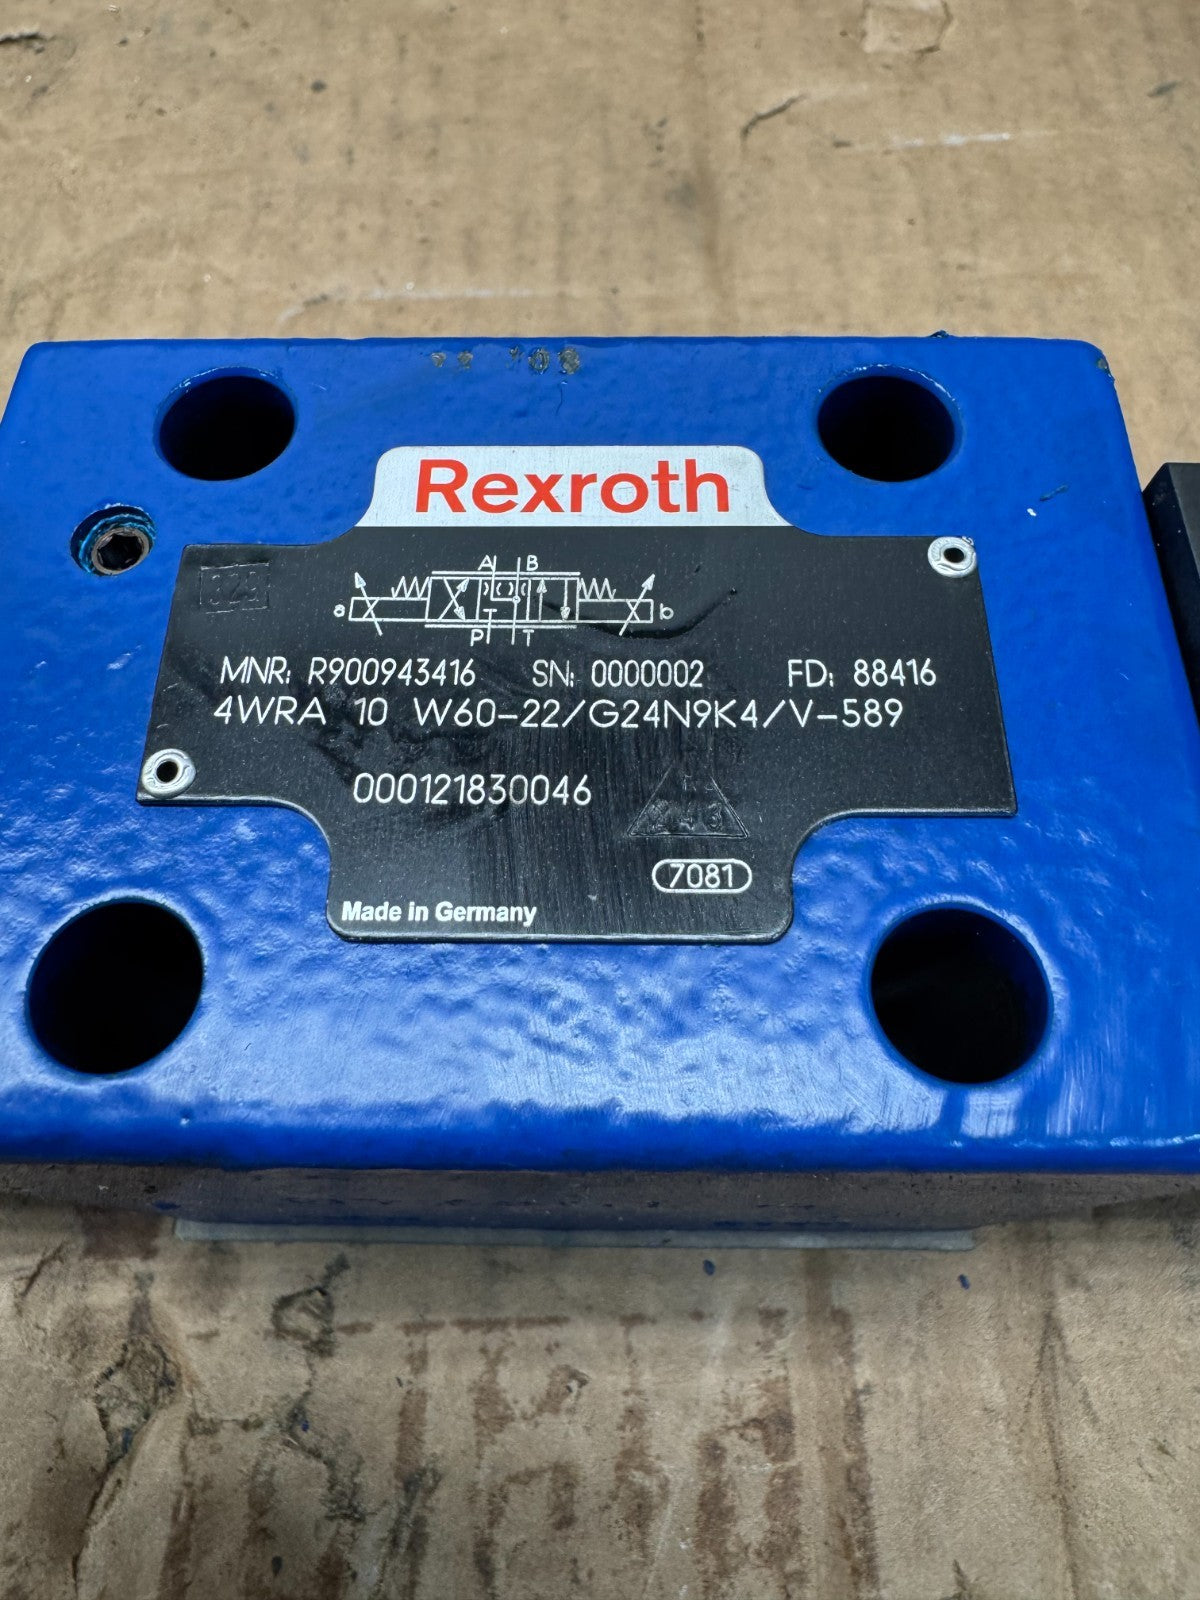 Rexroth
A B
a b
P T
MNR: R900943416 SN: 0000002 FD: 88416
4WRA 10 W60-22/G24N9K4/V-589
000121830046
7081
Made in Germany